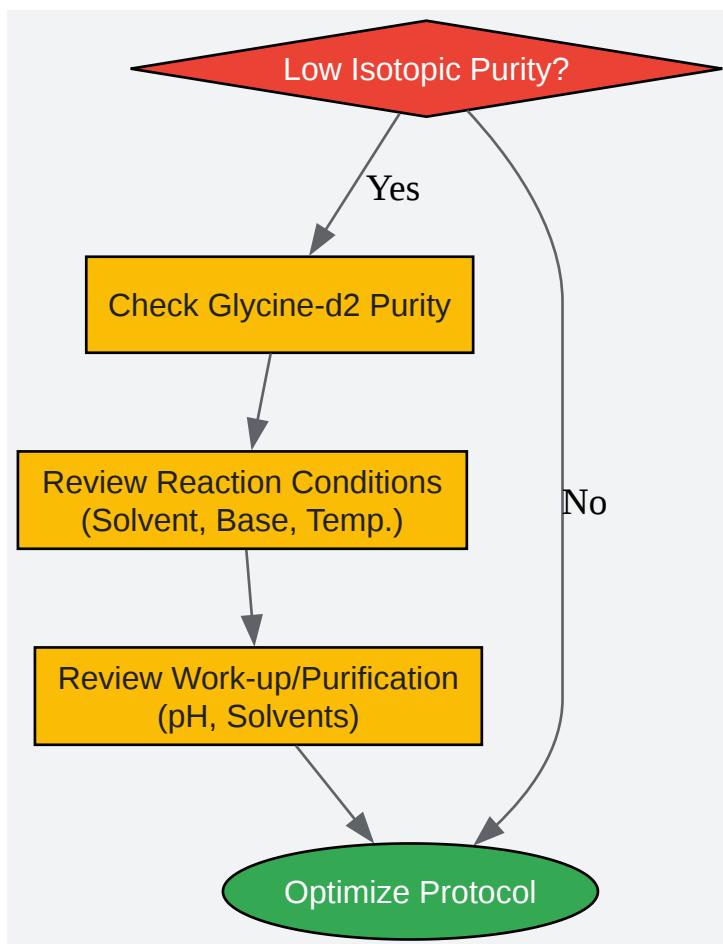 Low Isotopic Purity?
Yes
Check Glycine-d2 Purity
Review Reaction Conditions
(Solvent, Base, Temp.)
No
Review Work-up/Purification
(pH, Solvents)
Optimize Protocol